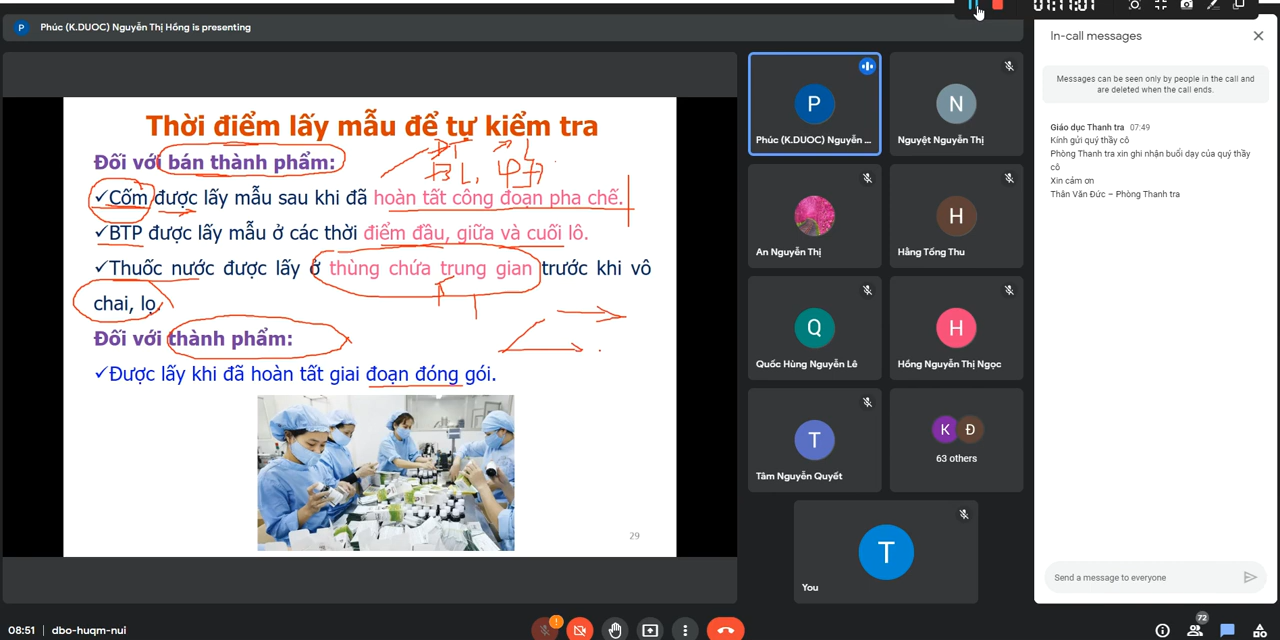 01:11:01
P Phúc (K.DUOC) Nguyễn Thị Hồng is presenting
Thời điểm lấy mẫu để tự kiểm tra
Đối với bán thành phẩm:
✓Cốm được lấy mẫu sau khi đã hoàn tất công đoạn pha chế.
✓BTP được lấy mẫu ở các thời điểm đầu, giữa và cuối lô.
✓Thuốc nước được lấy ở thùng chứa trung gian trước khi vô
chai, lọ.
Đối với thành phẩm:
✓Được lấy khi đã hoàn tất giai đoạn đóng gói.
29
P
Phúc (K.DUOC) Nguyễn ...
N
Nguyệt Nguyễn Thị
An Nguyễn Thị
H
Hằng Tống Thu
Q
Quốc Hùng Nguyễn Lê
H
Hồng Nguyễn Thị Ngọc
T
Tâm Nguyễn Quyết
K Đ
63 others
T
You
In-call messages
Messages can be seen only by people in the call and
are deleted when the call ends.
Giáo dục Thanh tra 07:49
Kính gửi quý thầy cô
Phòng Thanh tra xin ghi nhận buổi dạy của quý thầy
cô
Xin cảm ơn
Thân Văn Đức – Phòng Thanh tra
Send a message to everyone
08:51 | dbo-huqm-nui
!
72